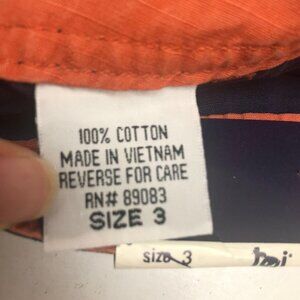 100% COTTON
MADE IN VIETNAM
REVERSE FOR CARE
RN# 89083
SIZE 3
size 3